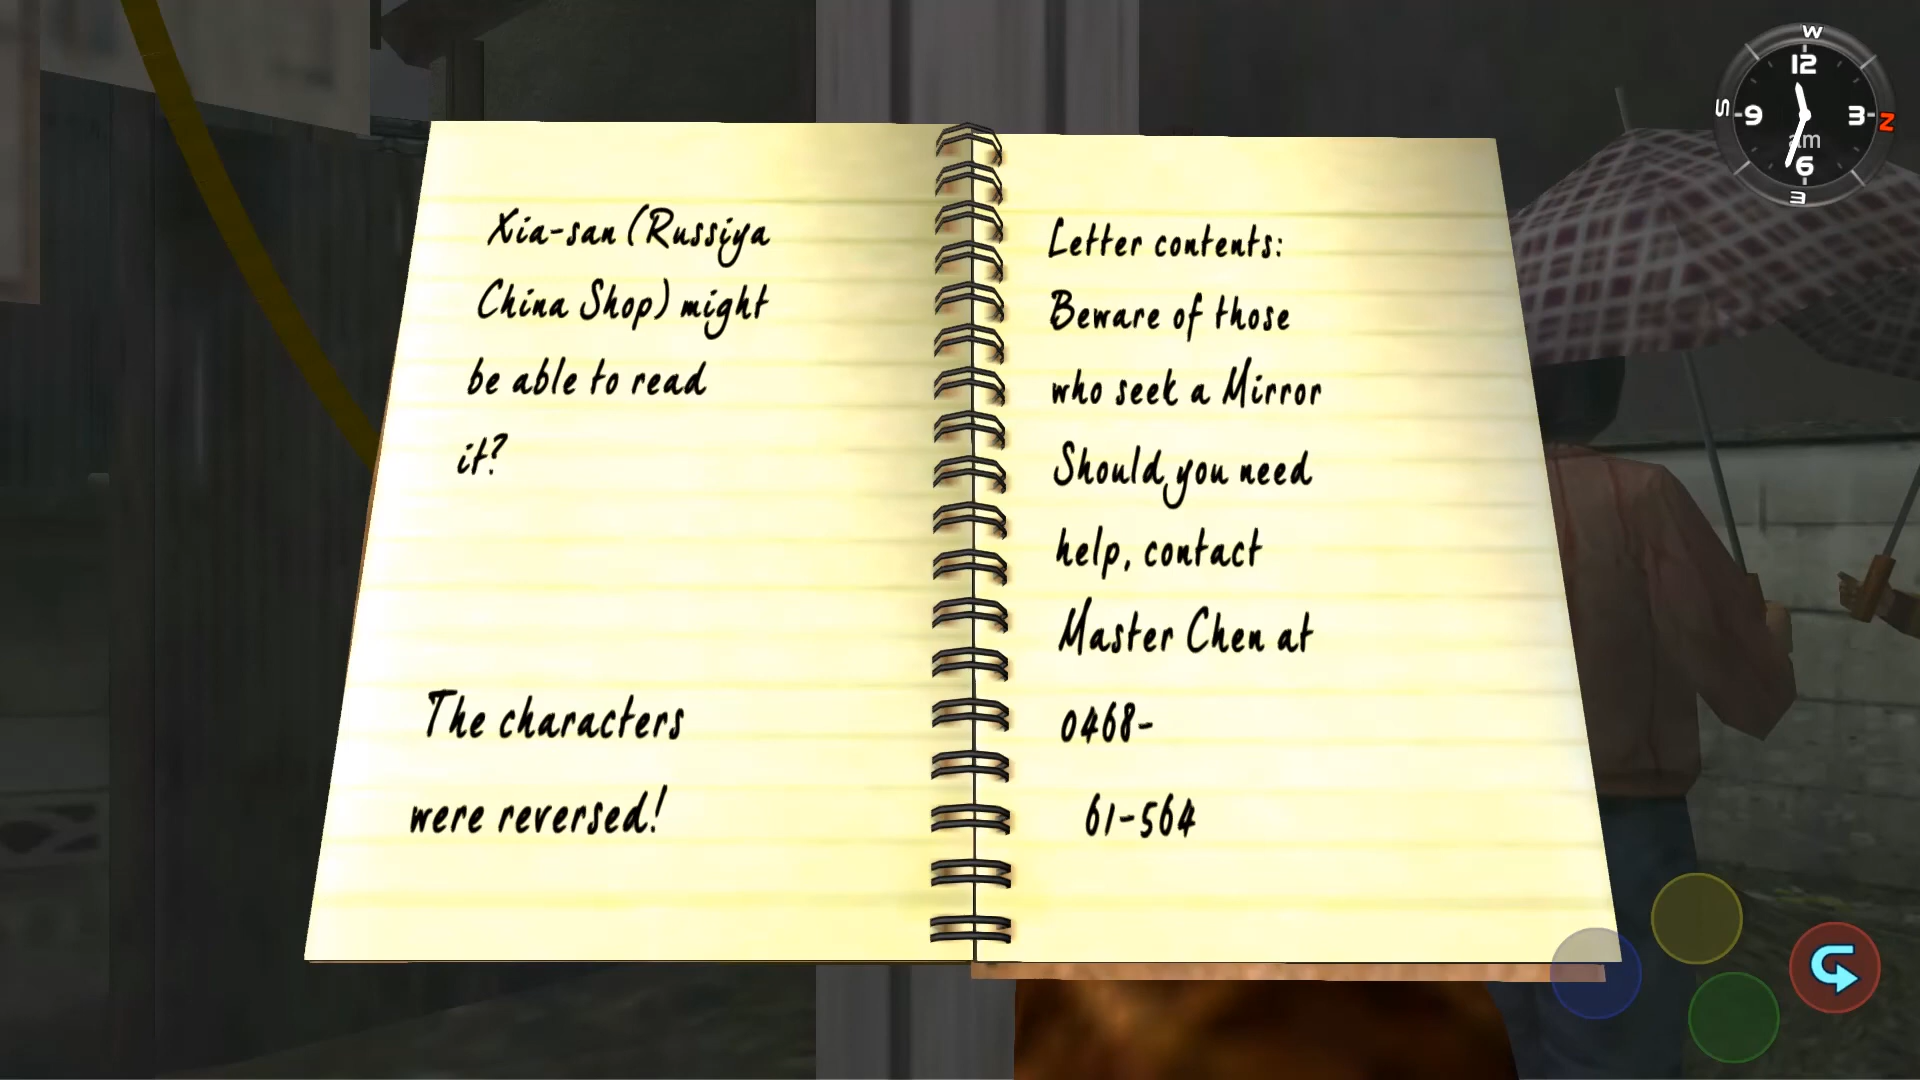 Xia-san (Russiya
China Shop) might
be able to read
it?
The characters
were reversed!
Letter contents:
Beware of those
who seek a Mirror
Should you need
help, contact
Master Chen at
0468-
61-564
W
12
S
9
3
N
am
6
E